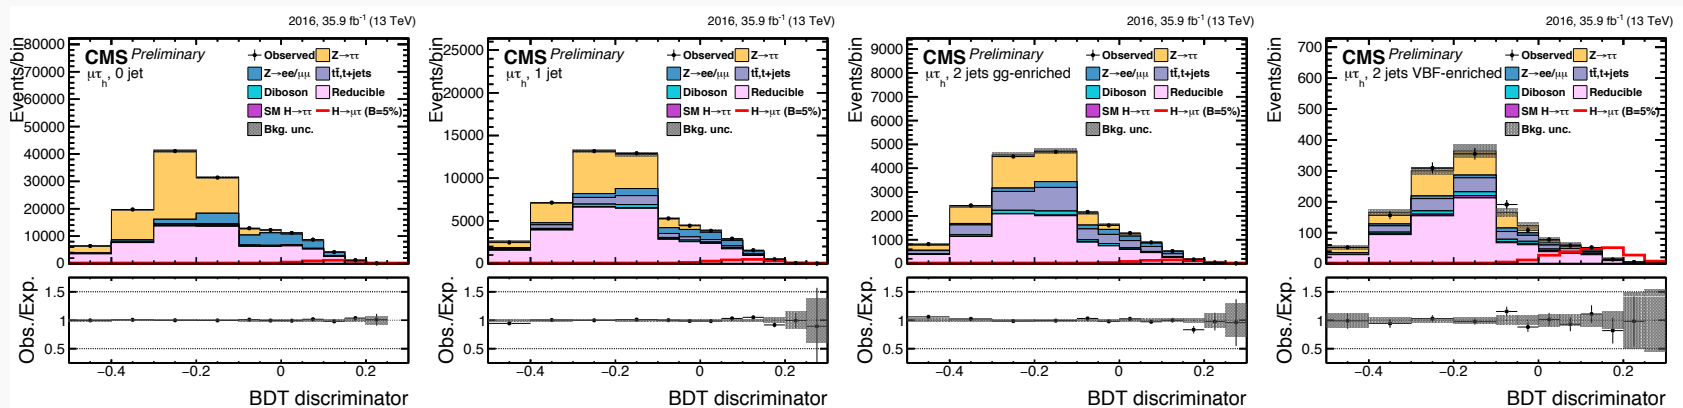 2016, 35.9 fb⁻¹ (13 TeV)
Events/bin
80000
70000
60000
50000
40000
30000
20000
10000
0
CMS Preliminary
μτh, 0 jet
Observed
Z→ττ
Z→ee/μμ
tt̄,t+jets
Diboson
Reducible
SM H→ττ
H→μτ (B=5%)
Bkg. unc.
Obs./Exp.
1.5
1
0.5
−0.4 −0.2 0 0.2
BDT discriminator
2016, 35.9 fb⁻¹ (13 TeV)
Events/bin
25000
20000
15000
10000
5000
0
CMS Preliminary
μτh, 1 jet
Observed
Z→ττ
Z→ee/μμ
tt̄,t+jets
Diboson
Reducible
SM H→ττ
H→μτ (B=5%)
Bkg. unc.
Obs./Exp.
1.5
1
0.5
−0.4 −0.2 0 0.2
BDT discriminator
2016, 35.9 fb⁻¹ (13 TeV)
Events/bin
9000
8000
7000
6000
5000
4000
3000
2000
1000
0
CMS Preliminary
μτh, 2 jets gg-enriched
Observed
Z→ττ
Z→ee/μμ
tt̄,t+jets
Diboson
Reducible
SM H→ττ
H→μτ (B=5%)
Bkg. unc.
Obs./Exp.
1.5
1
0.5
−0.4 −0.2 0 0.2
BDT discriminator
2016, 35.9 fb⁻¹ (13 TeV)
Events/bin
700
600
500
400
300
200
100
0
CMS Preliminary
μτh, 2 jets VBF-enriched
Observed
Z→ττ
Z→ee/μμ
tt̄,t+jets
Diboson
Reducible
SM H→ττ
H→μτ (B=5%)
Bkg. unc.
Obs./Exp.
1.5
1
0.5
−0.4 −0.2 0 0.2
BDT discriminator